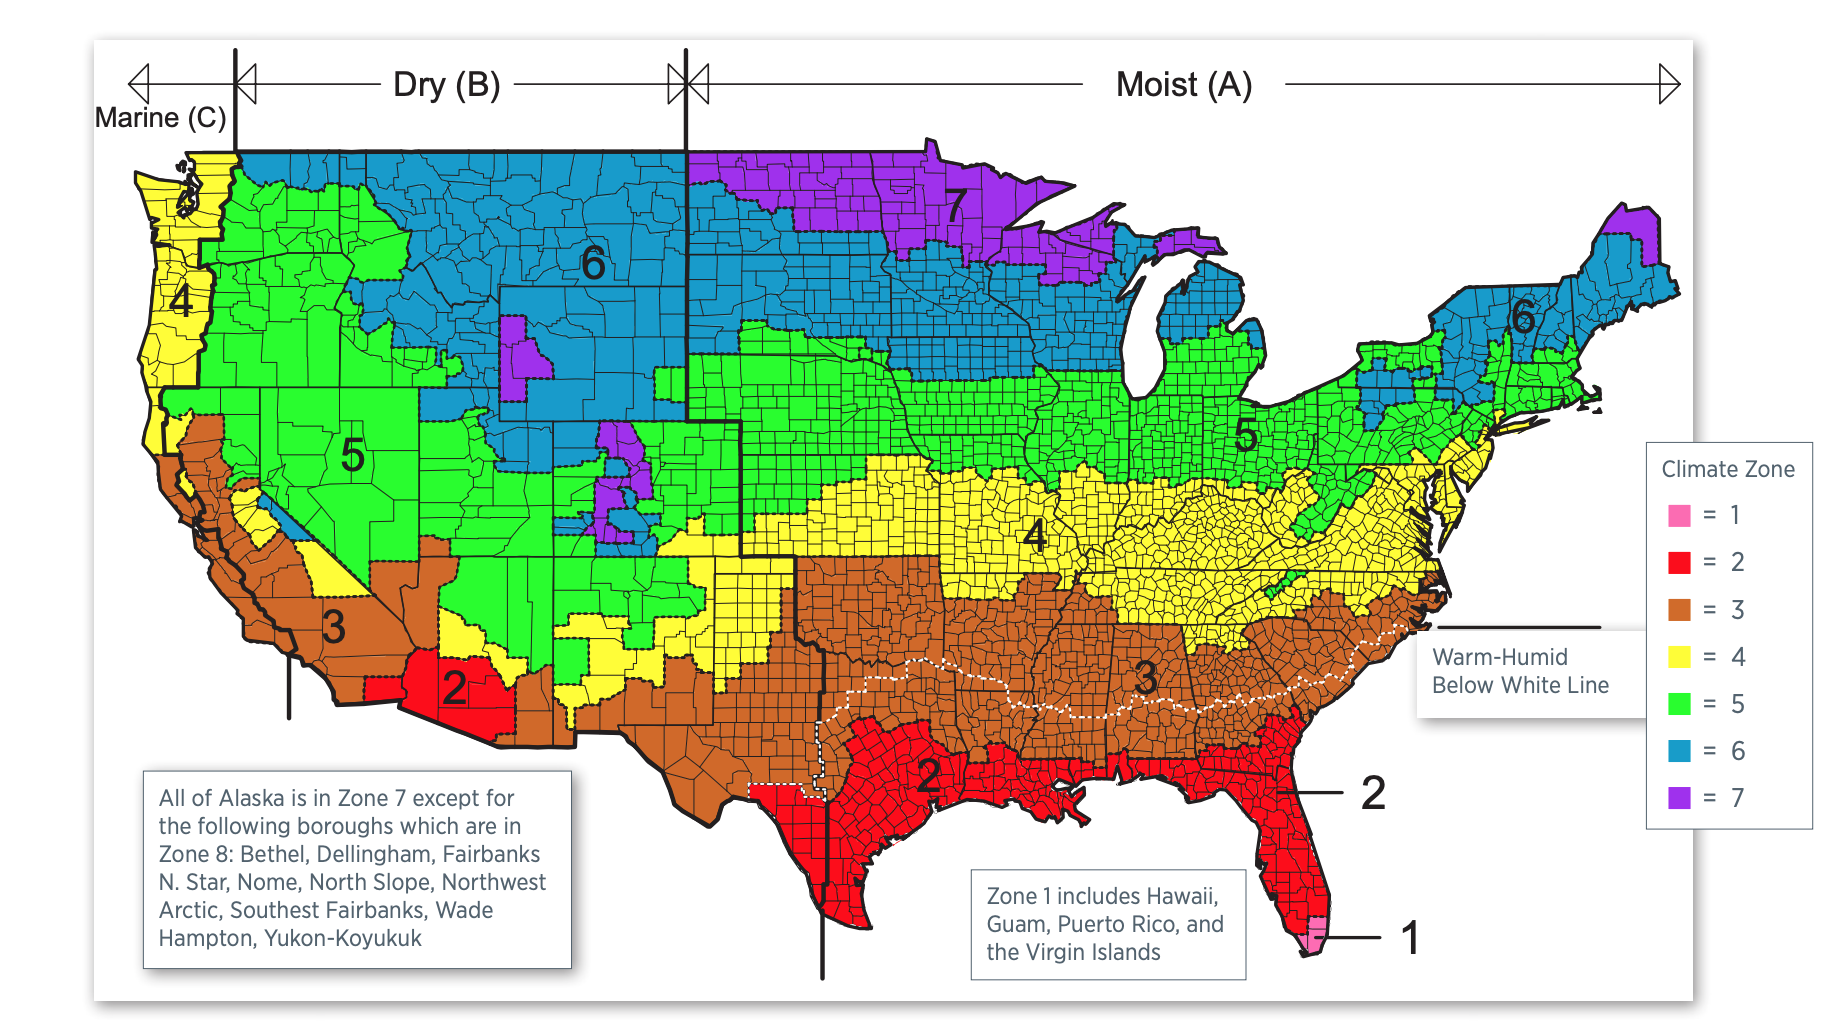 Dry (B)
Moist (A)
Marine (C)
7
6
4
6
5
5
4
3
3
2
2
2
1
Warm-Humid
Below White Line
Climate Zone
= 1
= 2
= 3
= 4
= 5
= 6
= 7
All of Alaska is in Zone 7 except for
the following boroughs which are in
Zone 8: Bethel, Dellingham, Fairbanks
N. Star, Nome, North Slope, Northwest
Arctic, Southest Fairbanks, Wade
Hampton, Yukon-Koyukuk
Zone 1 includes Hawaii,
Guam, Puerto Rico, and
the Virgin Islands